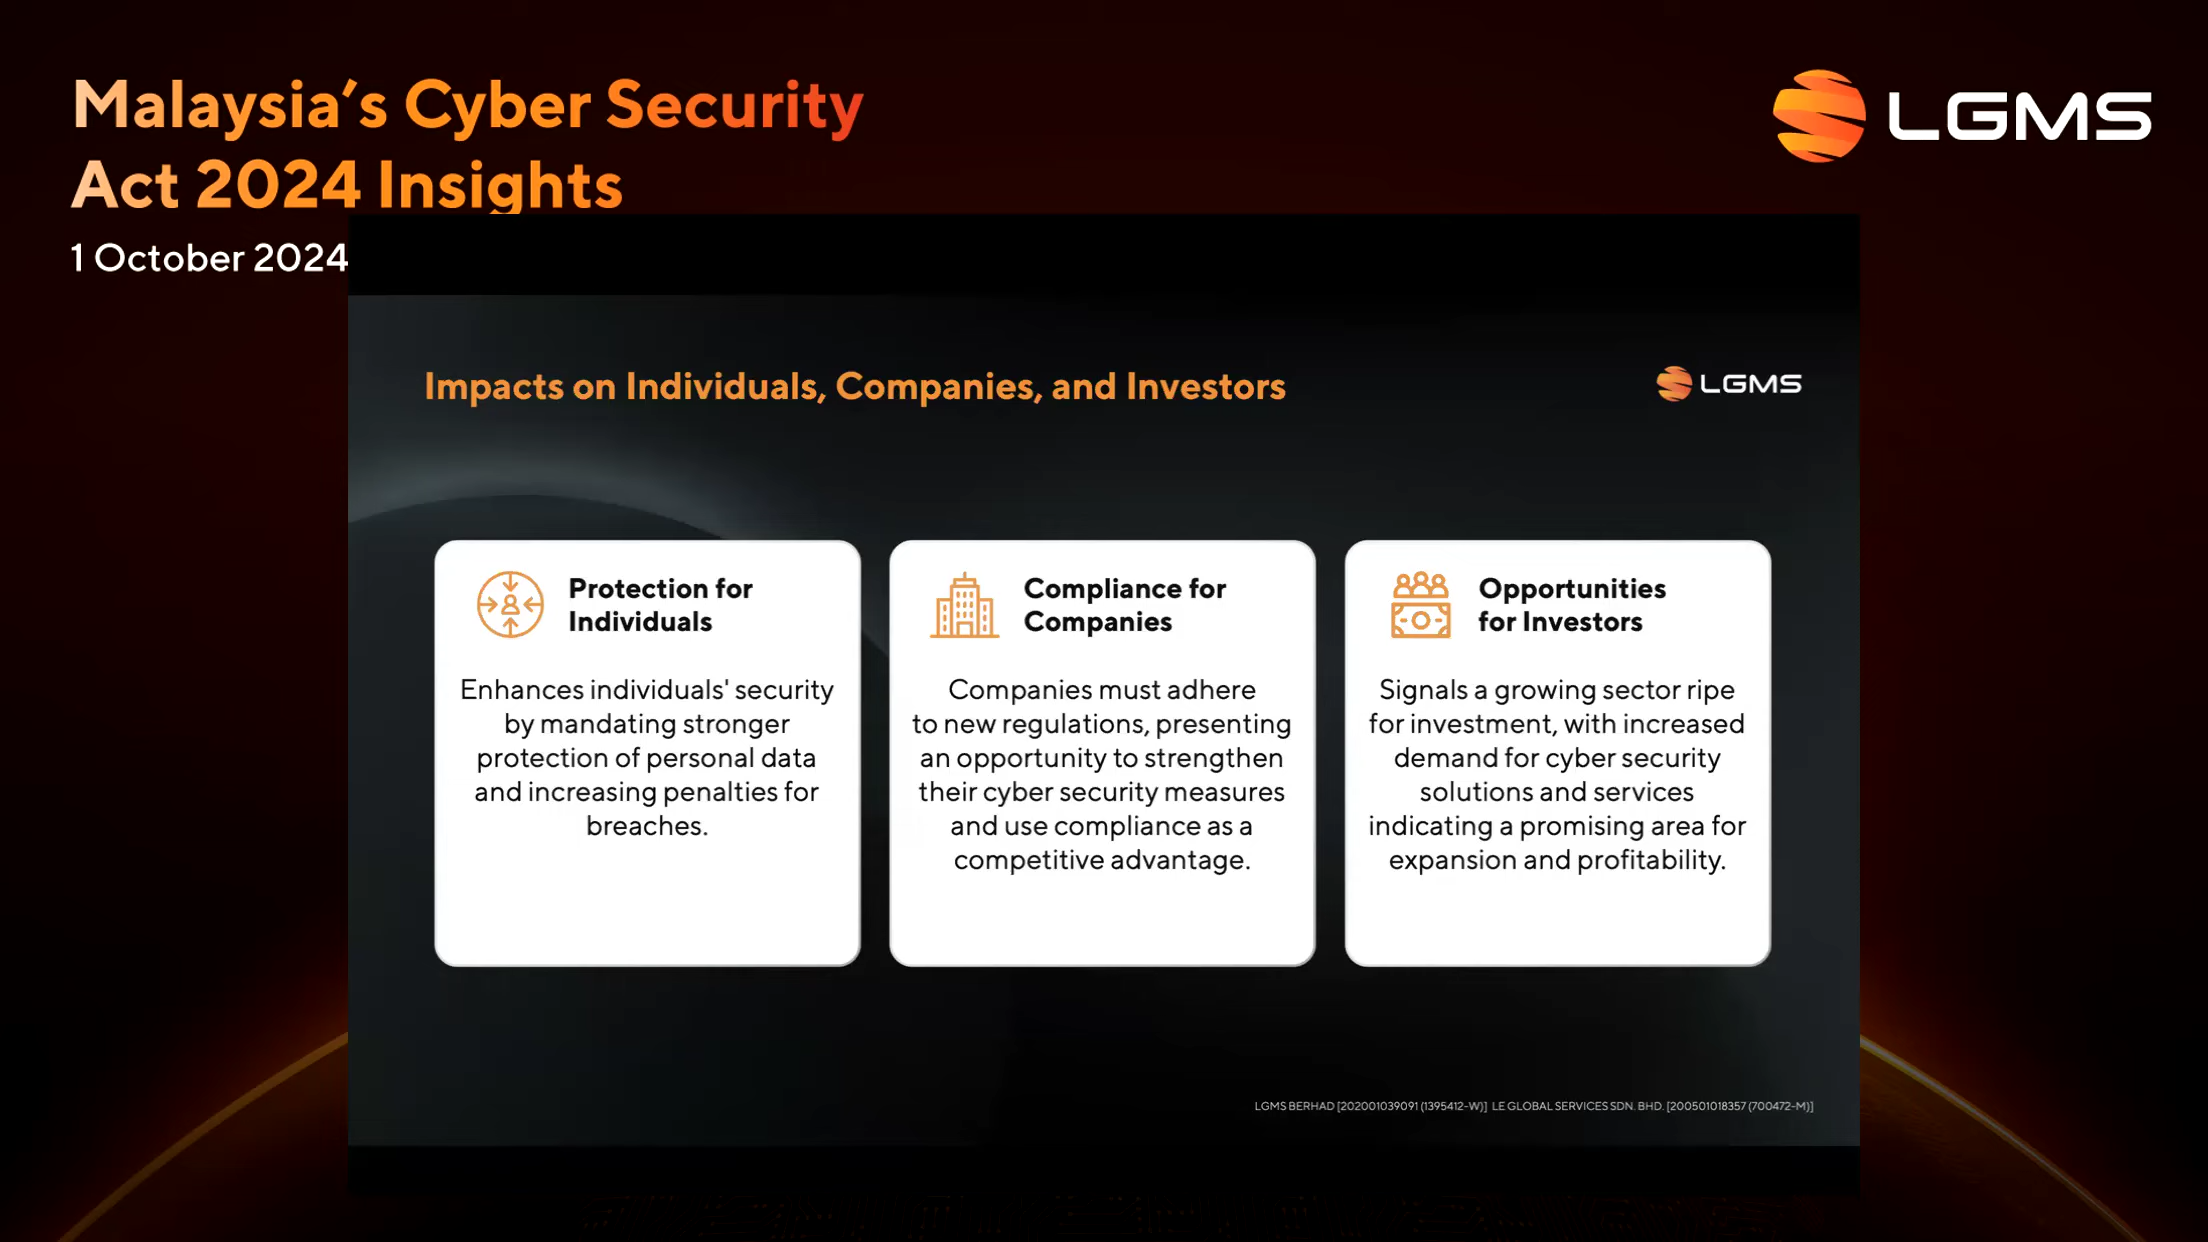 Malaysia's Cyber Security
Act 2024 Insights
1 October 2024
LGMS
Impacts on Individuals, Companies, and Investors
LGMS
Protection for
Individuals
Enhances individuals' security
by mandating stronger
protection of personal data
and increasing penalties for
breaches.
Compliance for
Companies
Companies must adhere
to new regulations, presenting
an opportunity to strengthen
their cyber security measures
and use compliance as a
competitive advantage.
Opportunities
for Investors
Signals a growing sector ripe
for investment, with increased
demand for cyber security
solutions and services
indicating a promising area for
expansion and profitability.
LGMS BERHAD [202001039091 (1395412-W)] LE GLOBAL SERVICES SDN. BHD. [200501018357 (700472-M)]